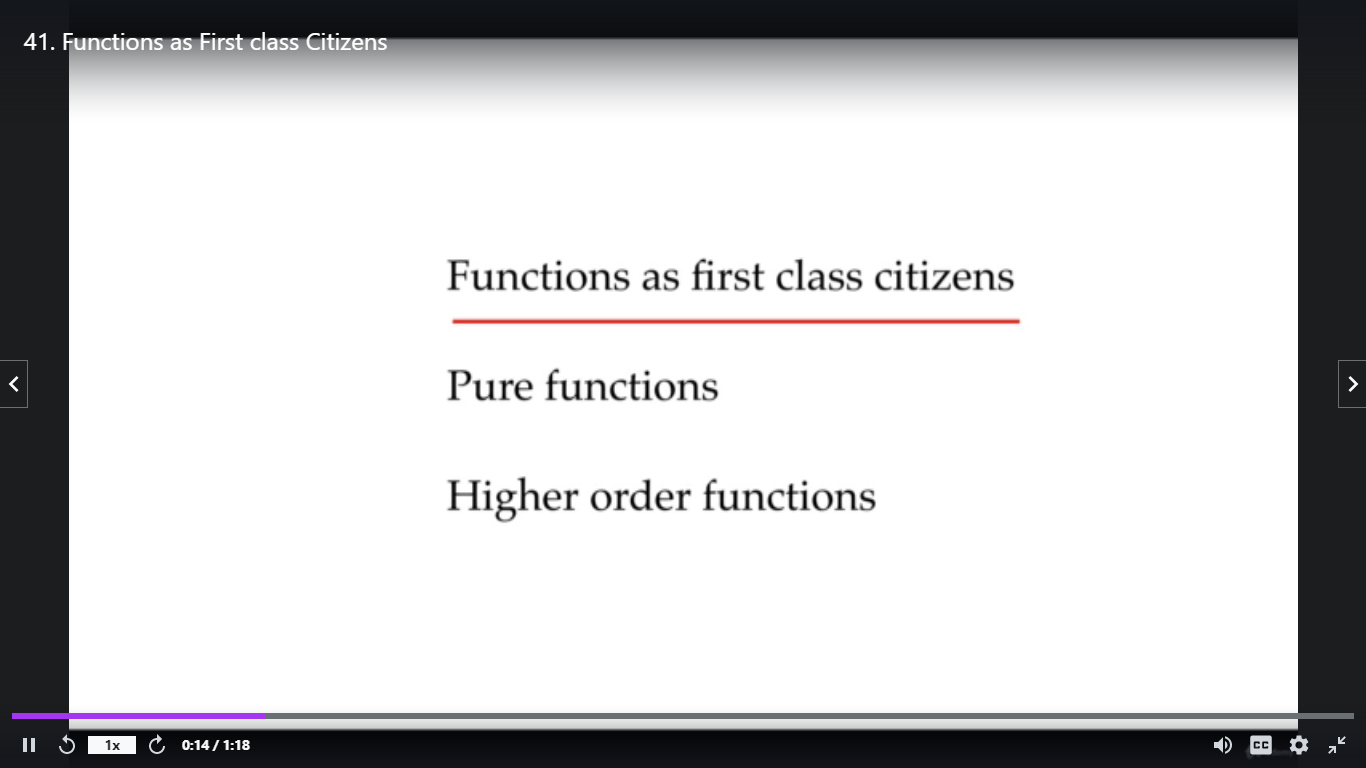 41. Functions as First class Citizens
Functions as first class citizens
Pure functions
Higher order functions
1x
0:14 / 1:18
CC